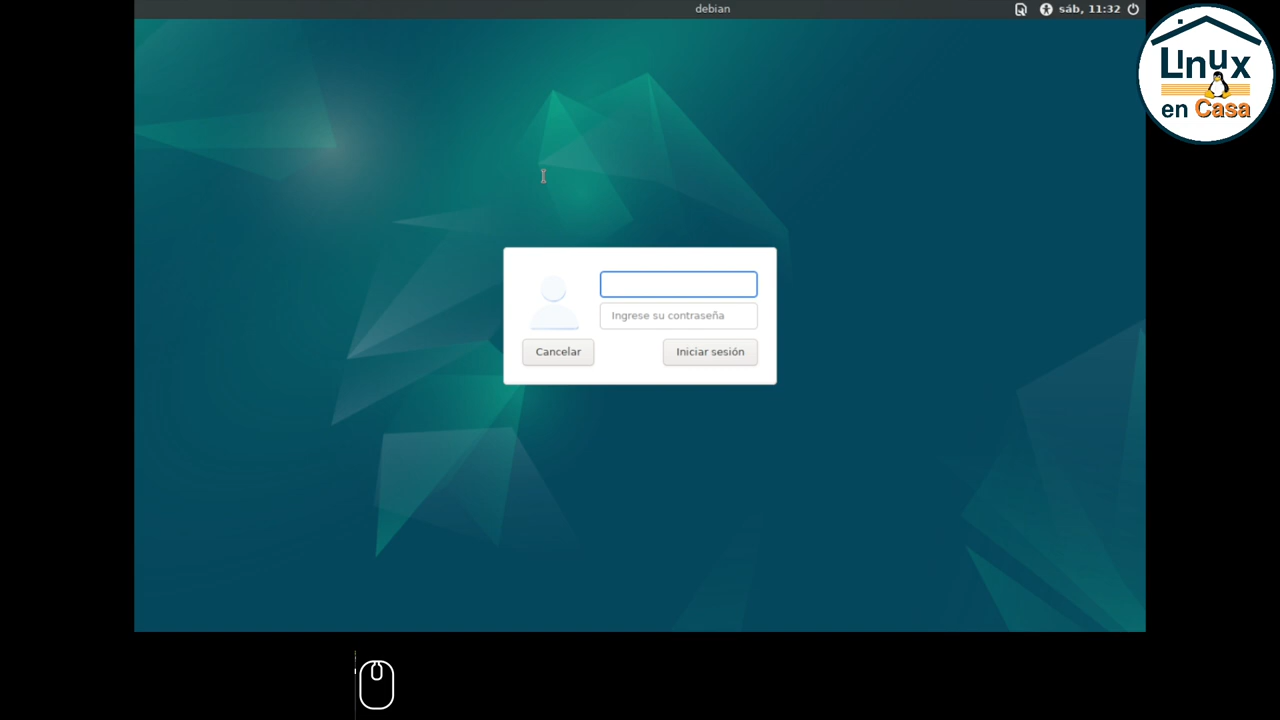 debian
sáb, 11:32
Linux
en Casa
Ingrese su contraseña
Cancelar
Iniciar sesión